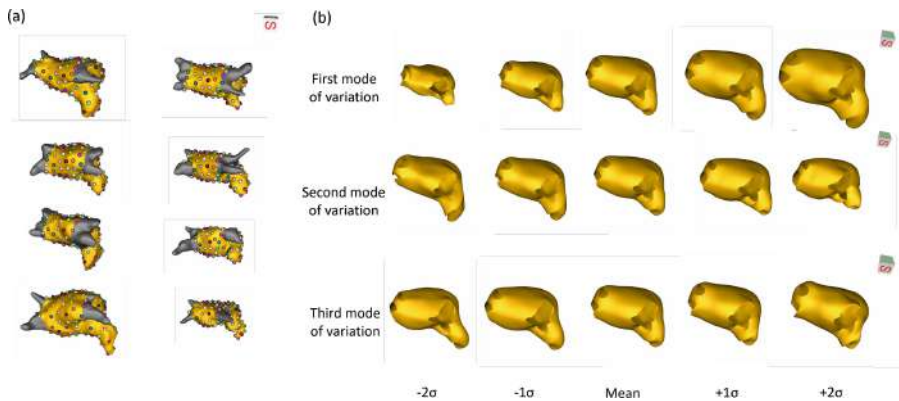 (a)
(b)
S
S
First mode
of variation
S
Second mode
of variation
S
Third mode
of variation
-2σ
-1σ
Mean
+1σ
+2σ